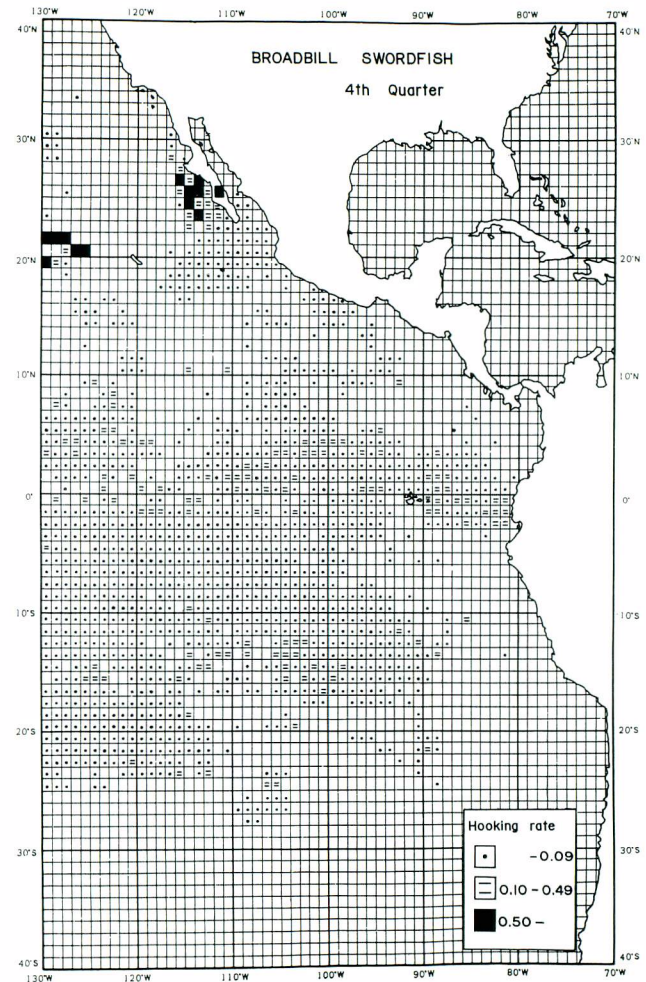 130°W 120°W 110°W 100°W 90°W 80°W 70°W
40°N 40°N
BROADBILL SWORDFISH
4th Quarter
30°N 30°N
20°N 20°N
10°N 10°N
0° 0°
10°S 10°S
20°S 20°S
30°S 30°S
Hooking rate
-0.09
0.10-0.49
0.50-
40°S 40°S
130°W 120°W 110°W 100°W 90°W 80°W 70°W